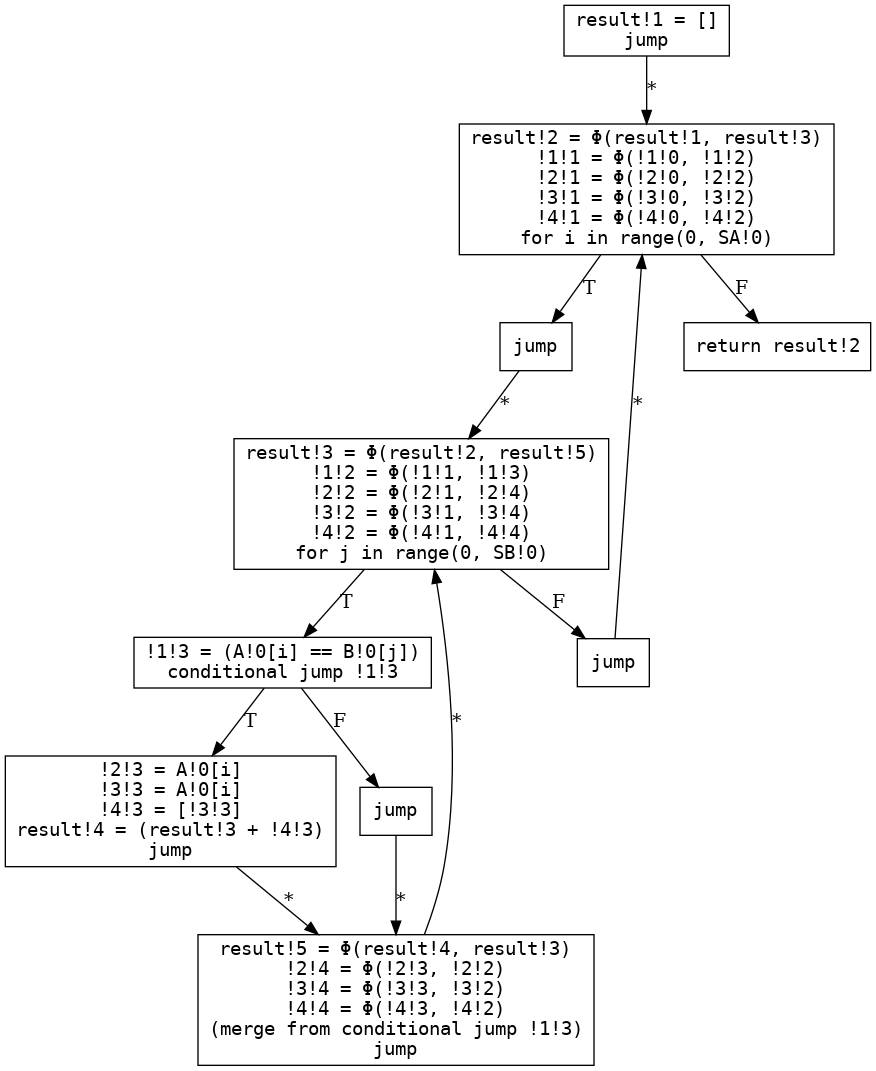 result!1 = []
jump
*
result!2 = Φ(result!1, result!3)
!1!1 = Φ(!1!0, !1!2)
!2!1 = Φ(!2!0, !2!2)
!3!1 = Φ(!3!0, !3!2)
!4!1 = Φ(!4!0, !4!2)
for i in range(0, SA!0)
T
F
jump
return result!2
*
*
result!3 = Φ(result!2, result!5)
!1!2 = Φ(!1!1, !1!3)
!2!2 = Φ(!2!1, !2!4)
!3!2 = Φ(!3!1, !3!4)
!4!2 = Φ(!4!1, !4!4)
for j in range(0, SB!0)
T
F
!1!3 = (A!0[i] == B!0[j])
conditional jump !1!3
jump
T
F
*
!2!3 = A!0[i]
!3!3 = A!0[i]
!4!3 = [!3!3]
result!4 = (result!3 + !4!3)
jump
jump
*
*
result!5 = Φ(result!4, result!3)
!2!4 = Φ(!2!3, !2!2)
!3!4 = Φ(!3!3, !3!2)
!4!4 = Φ(!4!3, !4!2)
(merge from conditional jump !1!3)
jump